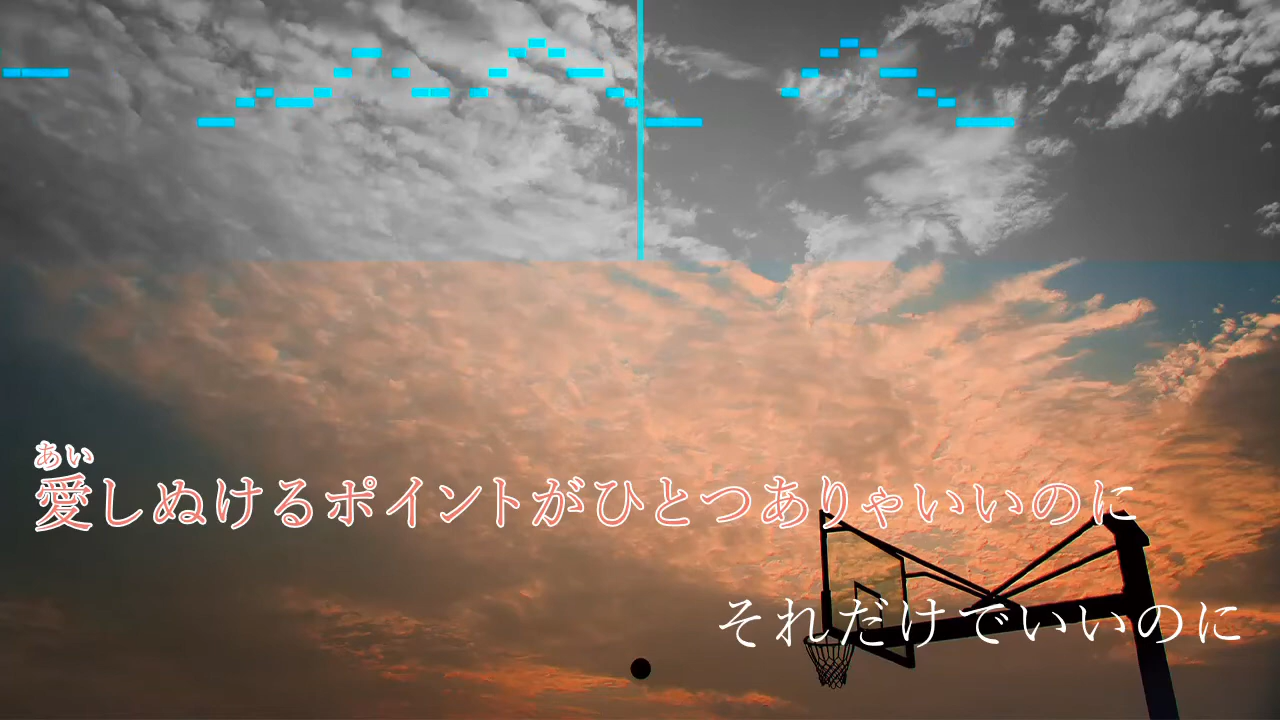 あい
愛しぬけるポイントがひとつありゃいいのに
それだけでいいのに